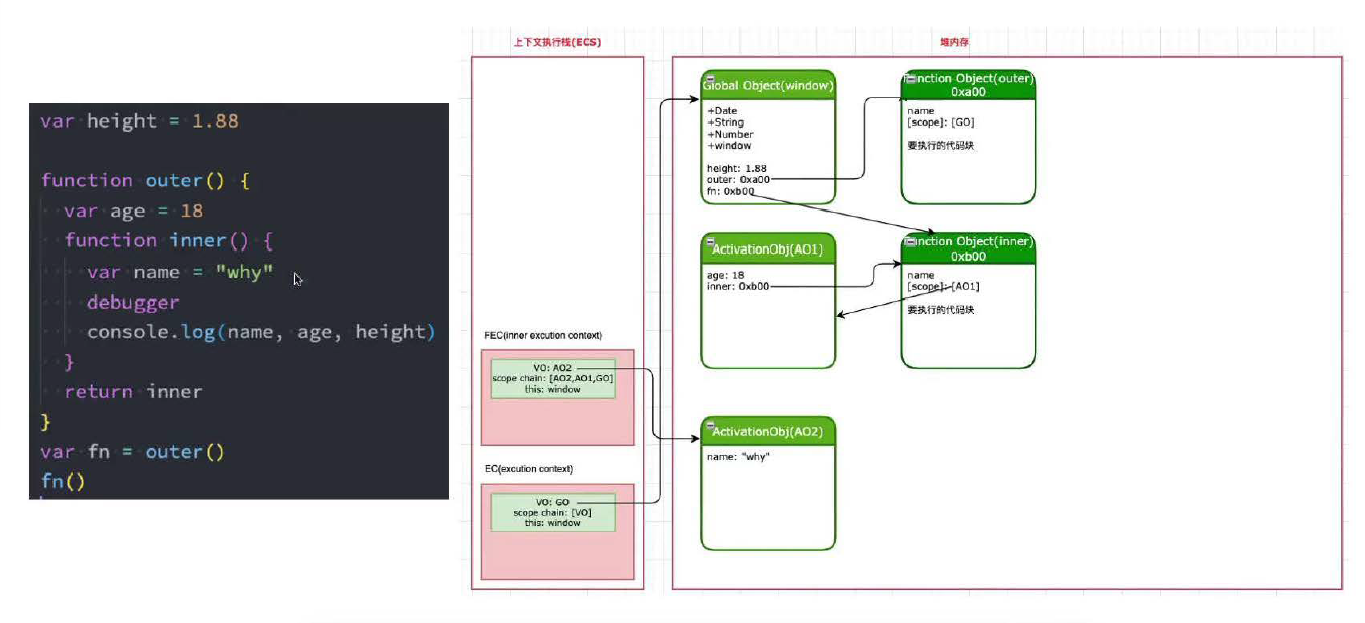 var height = 1.88
function outer() {
var age = 18
function inner() {
var name = "why"
debugger
console.log(name, age, height)
}
return inner
}
var fn = outer()
fn()
上下文执行栈(ECS)
FEC(inner excution context)
VO: AO2
scope chain: [AO2,AO1,GO]
this: window
EC(excution context)
VO: GO
scope chain: [VO]
this: window
堆内存
Global Object(window)
+Date
+String
+Number
+window
height: 1.88
outer: 0xa00
fn: 0xb00
Function Object(outer)
0xa00
name
[scope]: [GO]
要执行的代码块
ActivationObj(AO1)
age: 18
inner: 0xb00
Function Object(inner)
0xb00
name
[scope]: [AO1]
要执行的代码块
ActivationObj(AO2)
name: "why"